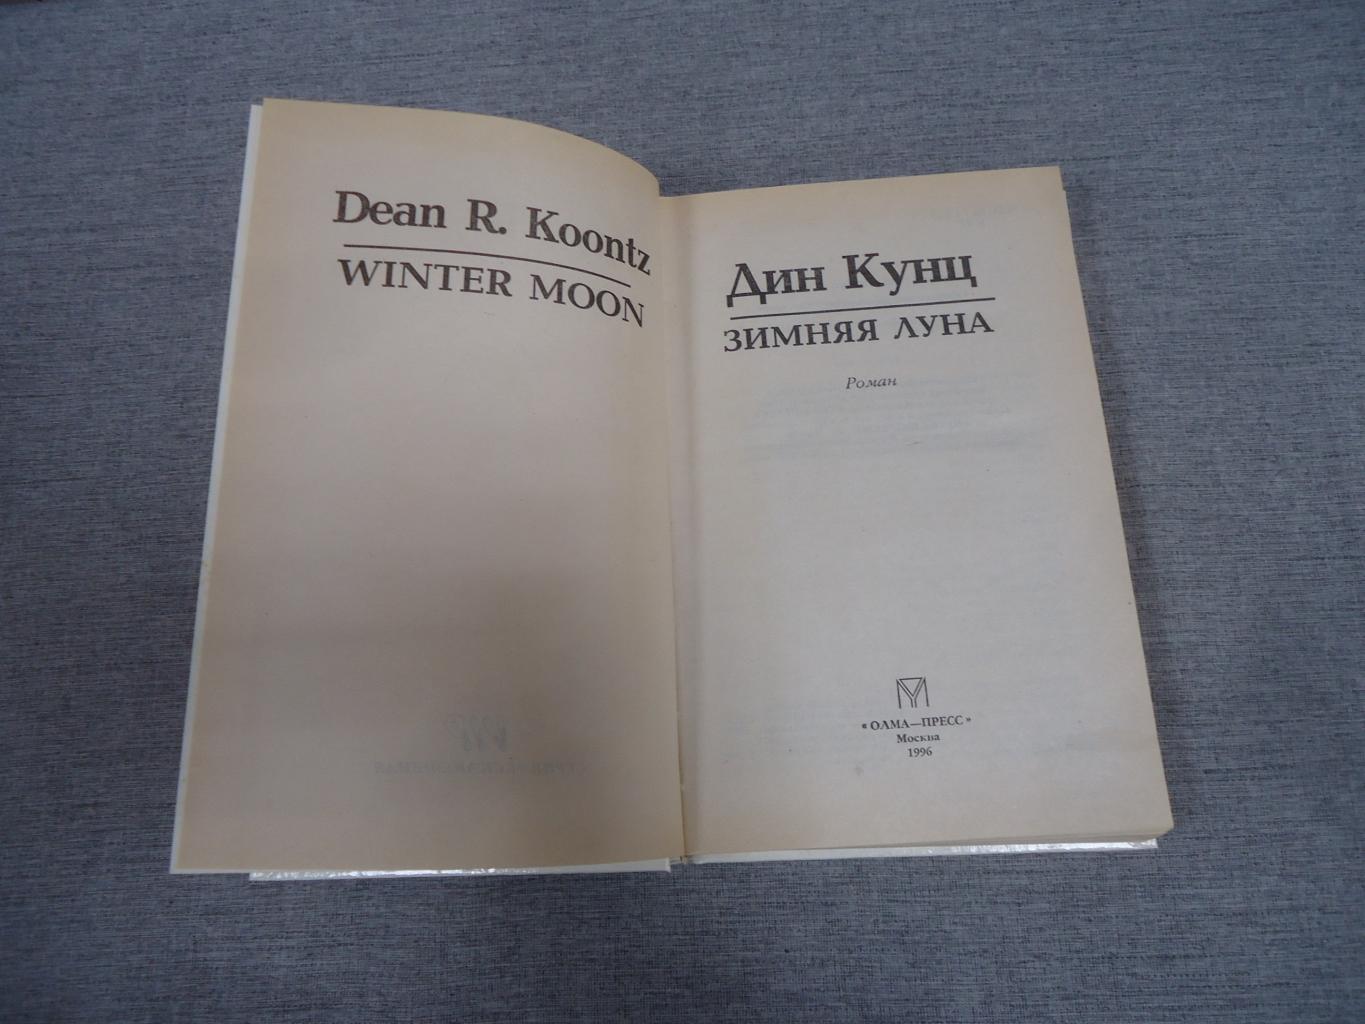 Dean R. Koontz
WINTER MOON
Дин Кунц
ЗИМНЯЯ ЛУНА
Роман
«ОЛМА—ПРЕСС»
Москва
1996